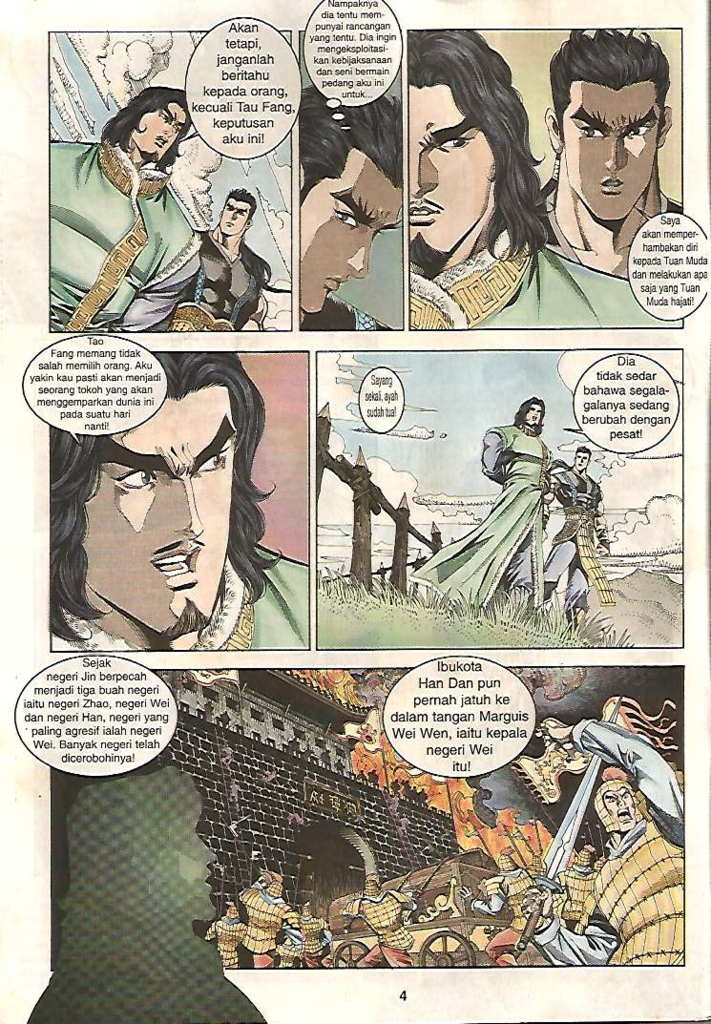 Akan
tetapi,
janganlah
beritahu
kepada orang,
kecuali Tau Fang,
keputusan
aku ini!
Nampaknya
dia tentu mem-
punyai rancangan
yang tentu. Dia ingin
mengeksploitasi-
kan kebijaksanaan
dan seni bermain
pedang aku ini
untuk...
Saya
akan memper-
hambakan diri
kepada Tuan Muda
dan melakukan apa
saja yang Tuan
Muda hajati!
Tao
Fang memang tidak
salah memilih orang. Aku
yakin kau pasti akan menjadi
seorang tokoh yang akan
menggemparkan dunia ini
pada suatu hari
nanti!
Sayang
sekali, ayah
sudah tua!
Dia
tidak sedar
bahawa segala-
galanya sedang
berubah dengan
pesat!
Sejak
negeri Jin berpecah
menjadi tiga buah negeri
iaitu negeri Zhao, negeri Wei
dan negeri Han, negeri yang
paling agresif ialah negeri
Wei. Banyak negeri telah
dicerobohinya!
Ibukota
Han Dan pun
pernah jatuh ke
dalam tangan Marguis
Wei Wen, iaitu kepala
negeri Wei
itu!
4